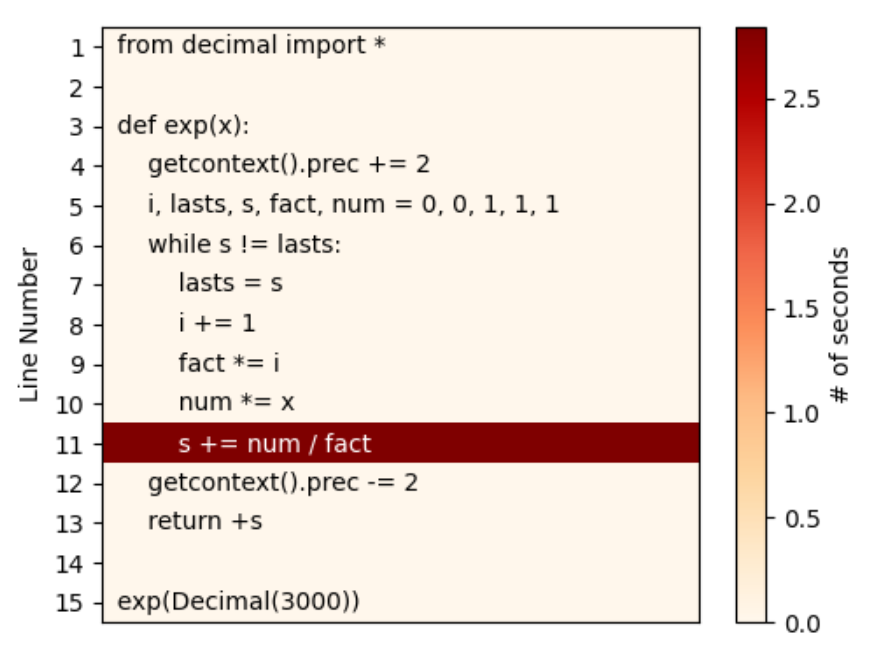 1 from decimal import *
2
3 def exp(x):
4     getcontext().prec += 2
5     i, lasts, s, fact, num = 0, 0, 1, 1, 1
6     while s != lasts:
7         lasts = s
8         i += 1
9         fact *= i
10         num *= x
11         s += num / fact
12     getcontext().prec -= 2
13     return +s
14
15 exp(Decimal(3000))
Line Number
2.5
2.0
1.5
1.0
0.5
0.0
# of seconds